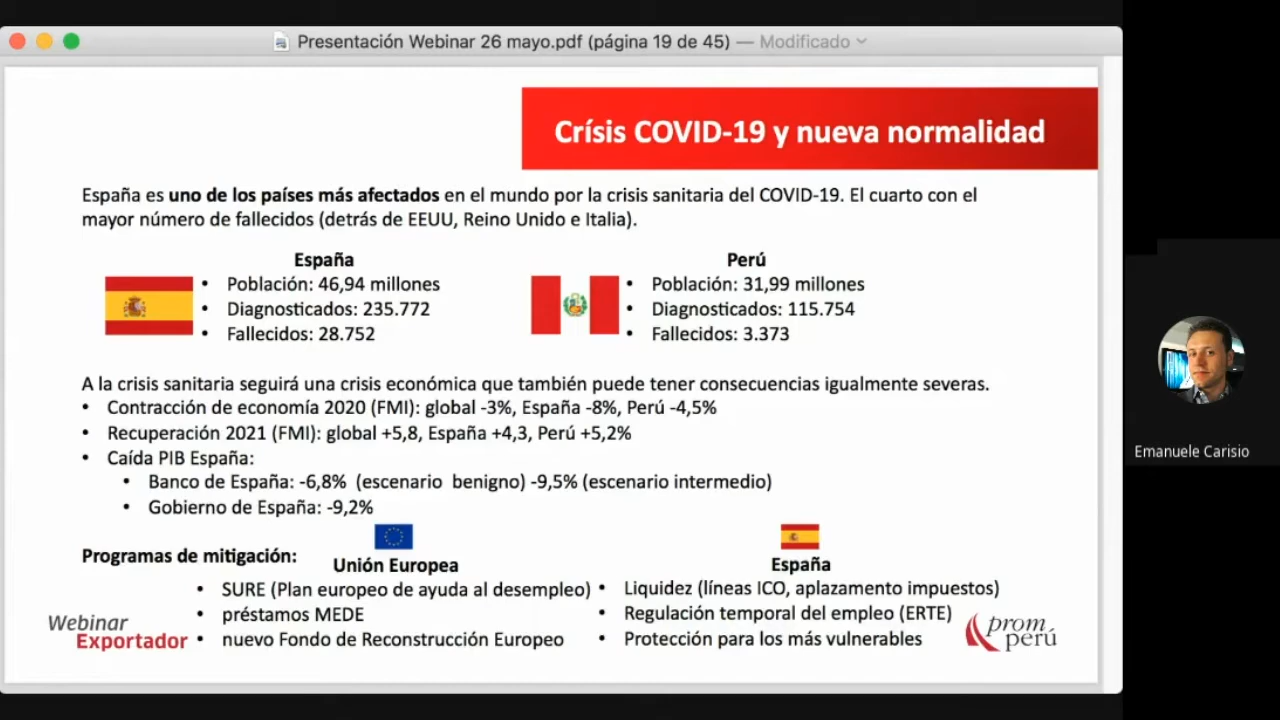 Presentación Webinar 26 mayo.pdf (página 19 de 45) — Modificado
Crísis COVID-19 y nueva normalidad
España es uno de los países más afectados en el mundo por la crisis sanitaria del COVID-19. El cuarto con el
mayor número de fallecidos (detrás de EEUU, Reino Unido e Italia).
España
• Población: 46,94 millones
• Diagnosticados: 235.772
• Fallecidos: 28.752
Perú
• Población: 31,99 millones
• Diagnosticados: 115.754
• Fallecidos: 3.373
A la crisis sanitaria seguirá una crisis económica que también puede tener consecuencias igualmente severas.
• Contracción de economía 2020 (FMI): global -3%, España -8%, Perú -4,5%
• Recuperación 2021 (FMI): global +5,8, España +4,3, Perú +5,2%
• Caída PIB España:
• Banco de España: -6,8% (escenario benigno) -9,5% (escenario intermedio)
• Gobierno de España: -9,2%
Programas de mitigación:
Unión Europea
• SURE (Plan europeo de ayuda al desempleo)
• préstamos MEDE
• nuevo Fondo de Reconstrucción Europeo
España
• Liquidez (líneas ICO, aplazamento impuestos)
• Regulación temporal del empleo (ERTE)
• Protección para los más vulnerables
Webinar
Exportador
prom
perú
Emanuele Carisio